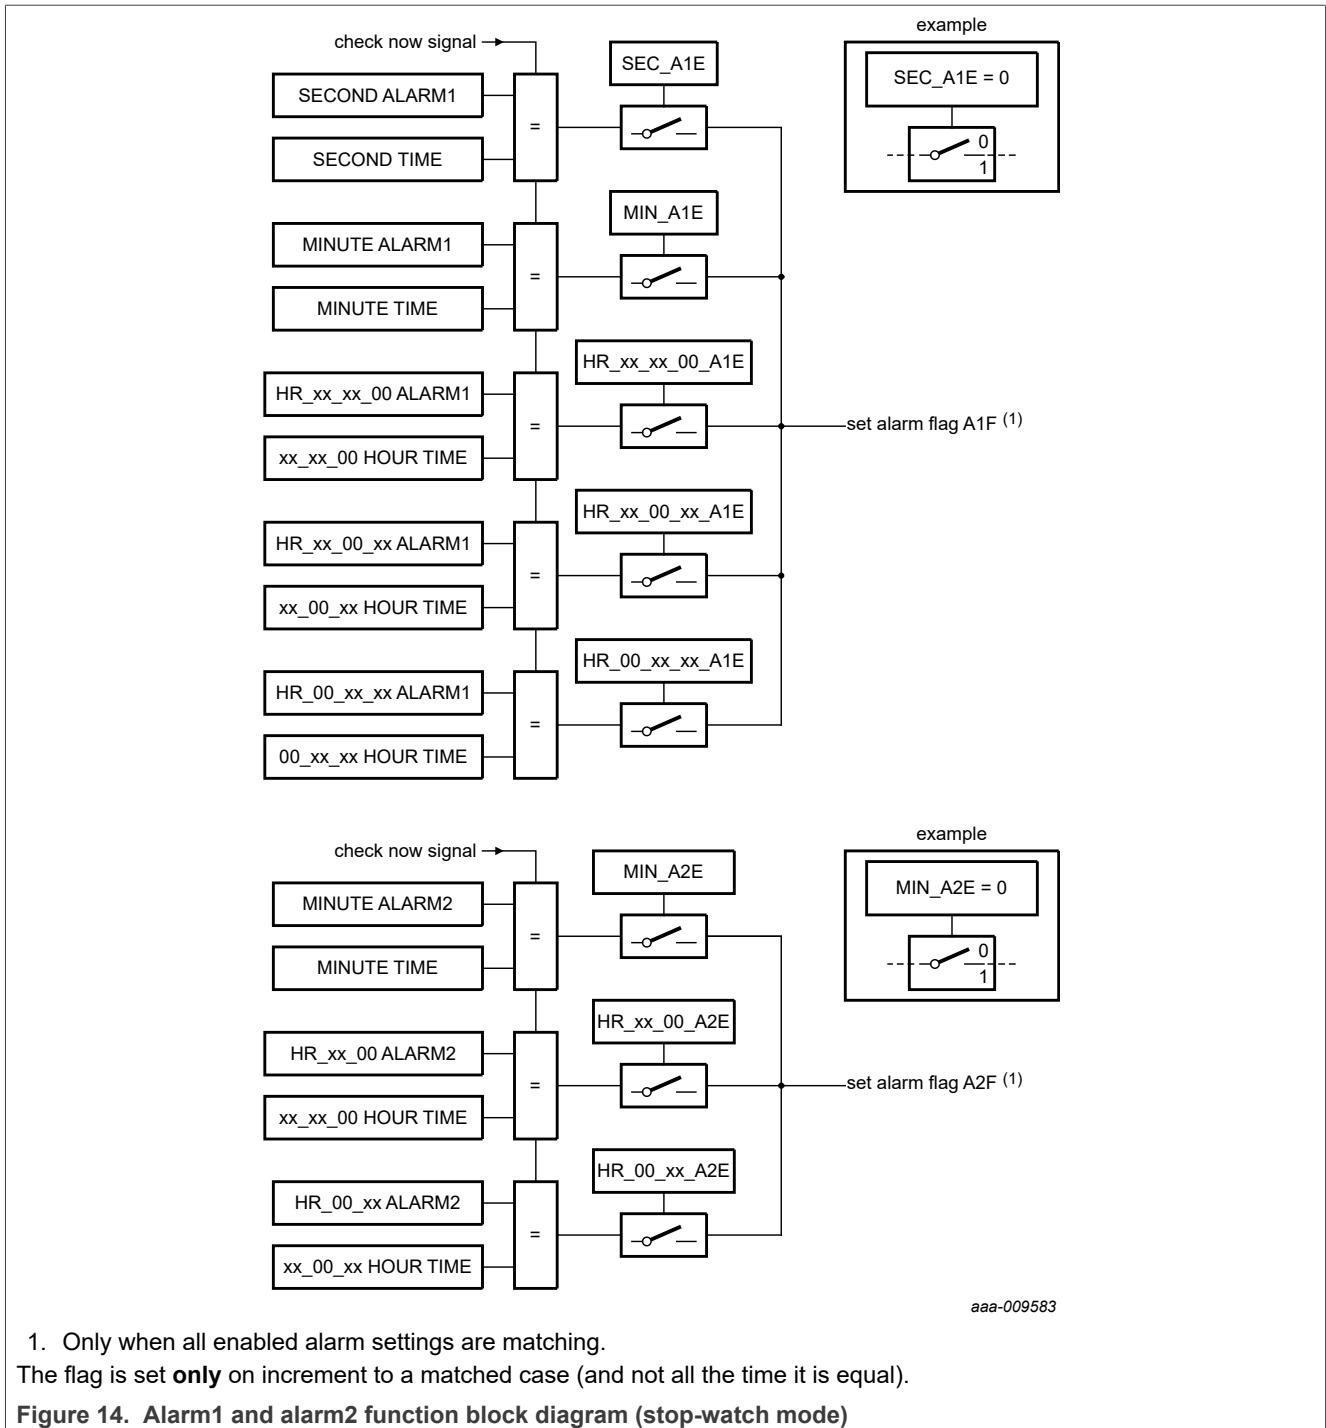 example
check now signal
SEC_A1E
SEC_A1E = 0
SECOND ALARM1
=
SECOND TIME
0
1
MIN_A1E
MINUTE ALARM1
=
MINUTE TIME
HR_xx_xx_00_A1E
HR_xx_xx_00 ALARM1
=
set alarm flag A1F (1)
xx_xx_00 HOUR TIME
HR_xx_00_xx_A1E
HR_xx_00_xx ALARM1
=
xx_00_xx HOUR TIME
HR_00_xx_xx_A1E
HR_00_xx_xx ALARM1
=
00_xx_xx HOUR TIME
example
check now signal
MIN_A2E
MIN_A2E = 0
MINUTE ALARM2
=
MINUTE TIME
0
1
HR_xx_00_A2E
HR_xx_00 ALARM2
=
set alarm flag A2F (1)
xx_xx_00 HOUR TIME
HR_00_xx_A2E
HR_00_xx ALARM2
=
xx_00_xx HOUR TIME
aaa-009583
1. Only when all enabled alarm settings are matching.
The flag is set only on increment to a matched case (and not all the time it is equal).
Figure 14. Alarm1 and alarm2 function block diagram (stop-watch mode)